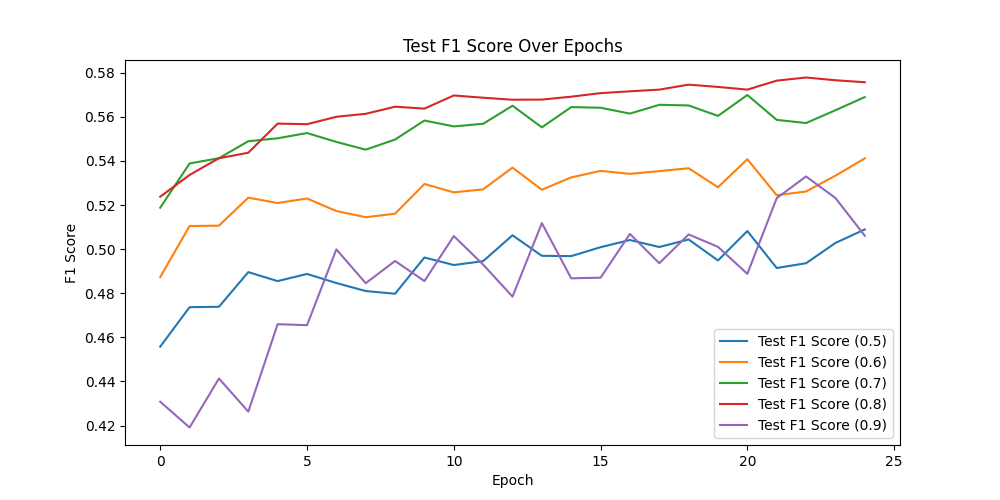 Test F1 Score Over Epochs
F1 Score
0.58
0.56
0.54
0.52
0.50
0.48
0.46
0.44
0.42
0
5
10
15
20
25
Epoch
Test F1 Score (0.5)
Test F1 Score (0.6)
Test F1 Score (0.7)
Test F1 Score (0.8)
Test F1 Score (0.9)